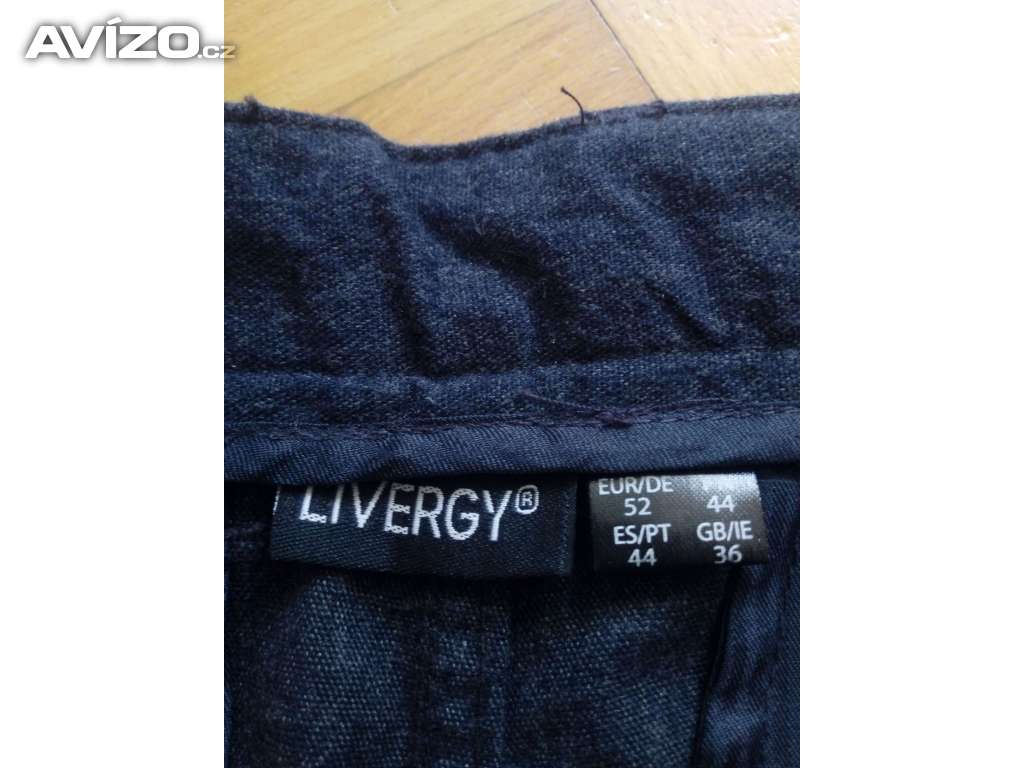 AVÍZO.cz
LIVERGY®
EUR/DE
52 44
ES/PT GB/IE
44 36